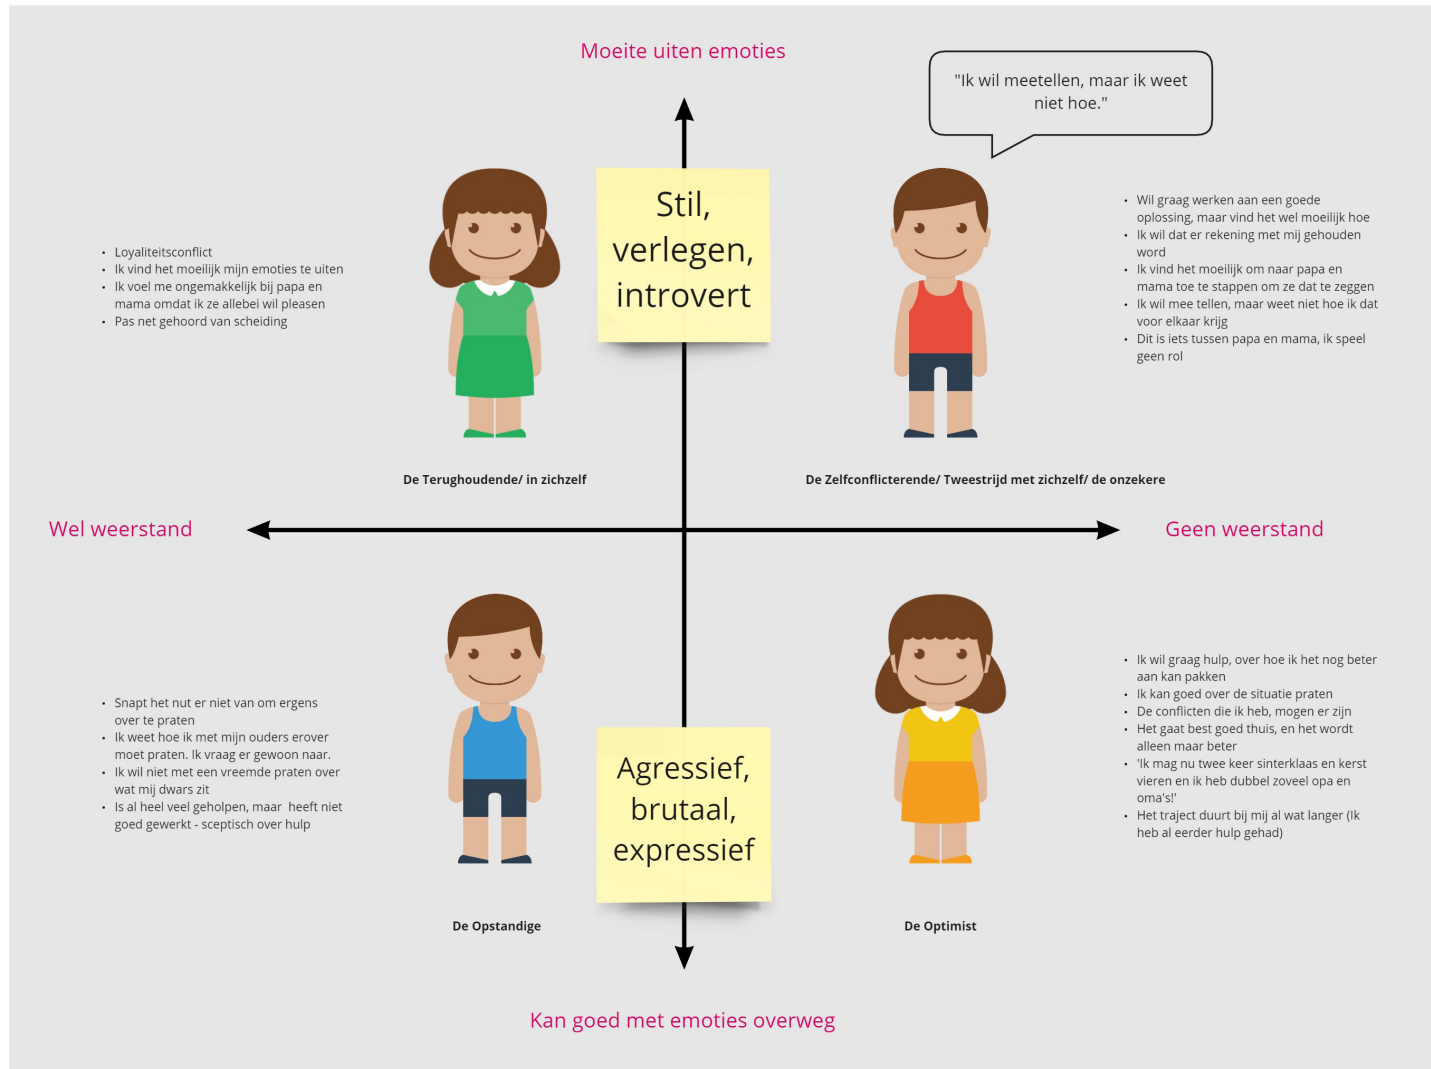 Moeite uiten emoties
"Ik wil meetellen, maar ik weet
niet hoe."
Stil,
verlegen,
introvert
• Loyaliteitsconflict
• Ik vind het moeilijk mijn emoties te uiten
• Ik voel me ongemakkelijk bij papa en
mama omdat ik ze allebei wil pleasen
• Pas net gehoord van scheiding
• Wil graag werken aan een goede
oplossing, maar vind het wel moeilijk hoe
• Ik wil dat er rekening met mij gehouden
word
• Ik vind het moeilijk om naar papa en
mama toe te stappen om ze dat te zeggen
• Ik wil mee tellen, maar weet niet hoe ik dat
voor elkaar krijg
• Dit is iets tussen papa en mama, ik speel
geen rol
De Terughoudende/ in zichzelf
De Zelfconflicterende/ Tweestrijd met zichzelf/ de onzekere
Wel weerstand
Geen weerstand
• Snapt het nut er niet van om ergens
over te praten
• Ik weet hoe ik met mijn ouders erover
moet praten. Ik vraag er gewoon naar.
• Ik wil niet met een vreemde praten over
wat mij dwars zit
• Is al heel veel geholpen, maar heeft niet
goed gewerkt - sceptisch over hulp
Agressief,
brutaal,
expressief
• Ik wil graag hulp, over hoe ik het nog beter
aan kan pakken
• Ik kan goed over de situatie praten
• De conflicten die ik heb, mogen er zijn
• Het gaat best goed thuis, en het wordt
alleen maar beter
• 'Ik mag nu twee keer sinterklaas en kerst
vieren en ik heb dubbel zoveel opa en
oma's!'
• Het traject duurt bij mij al wat langer (Ik
heb al eerder hulp gehad)
De Opstandige
De Optimist
Kan goed met emoties overweg